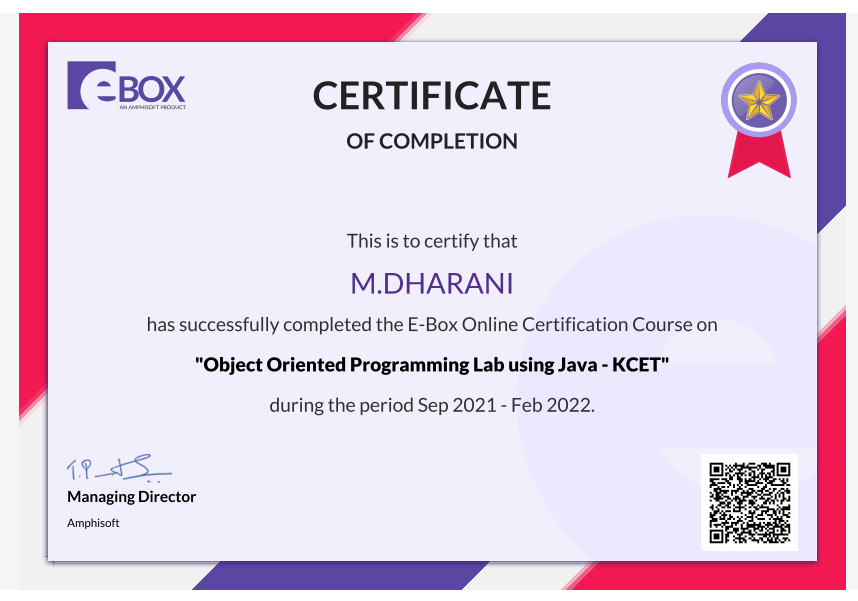 eBOX
AN AMPHISOFT PRODUCT
CERTIFICATE
OF COMPLETION
This is to certify that
M.DHARANI
has successfully completed the E-Box Online Certification Course on
"Object Oriented Programming Lab using Java - KCET"
during the period Sep 2021 - Feb 2022.
Managing Director
Amphisoft